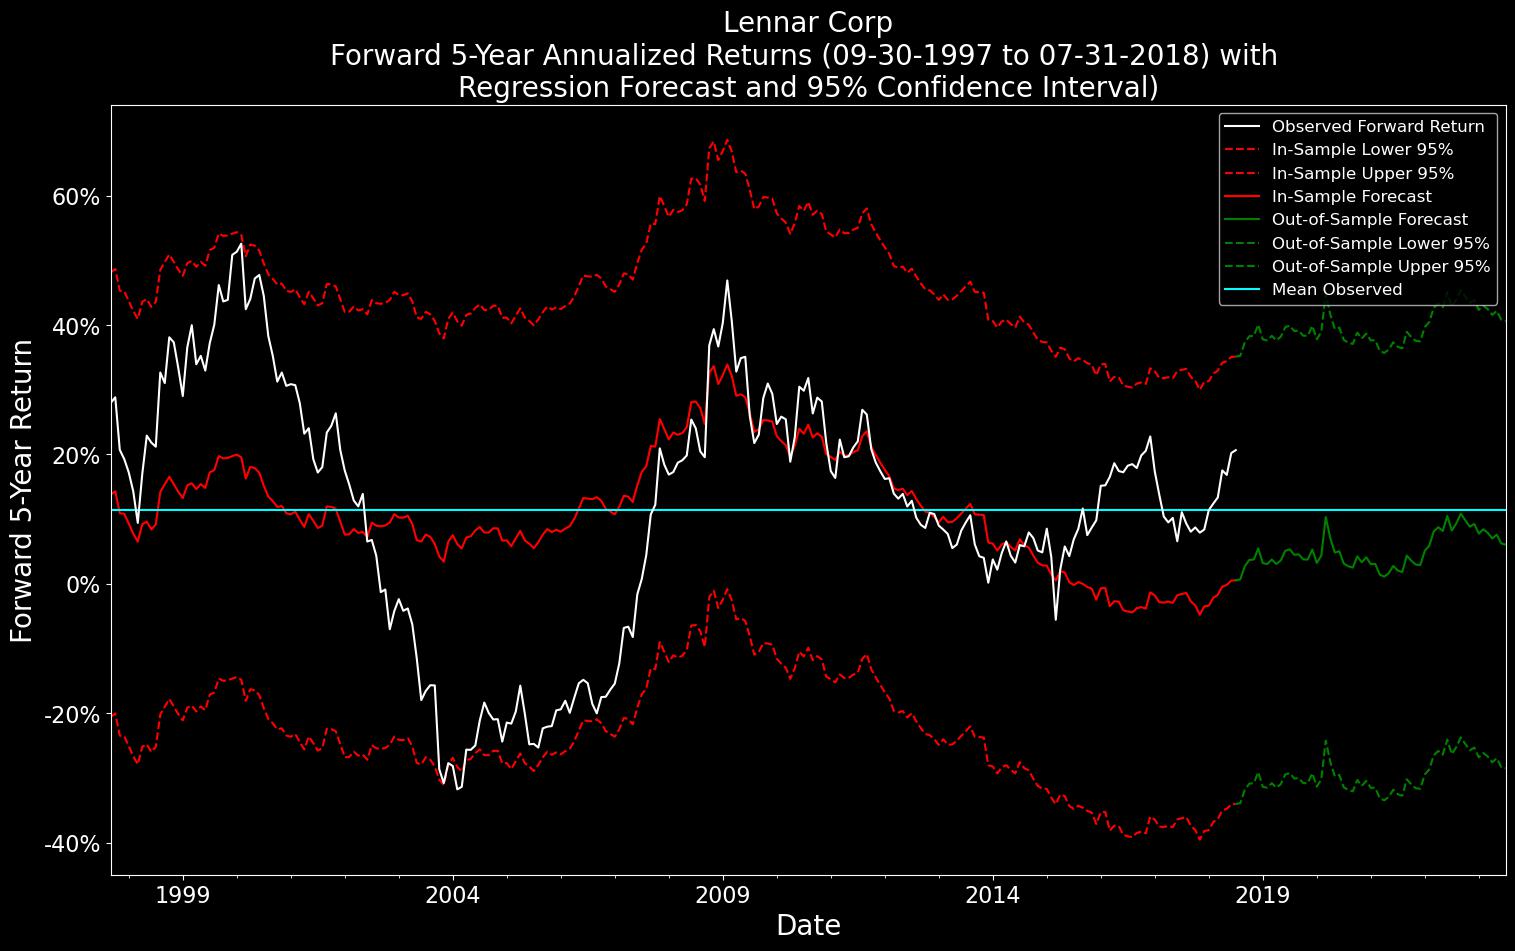 Lennar Corp
Forward 5-Year Annualized Returns (09-30-1997 to 07-31-2018) with
Regression Forecast and 95% Confidence Interval)
Observed Forward Return
In-Sample Lower 95%
In-Sample Upper 95%
In-Sample Forecast
Out-of-Sample Forecast
Out-of-Sample Lower 95%
Out-of-Sample Upper 95%
Mean Observed
Forward 5-Year Return
60%
40%
20%
0%
-20%
-40%
1999
2004
2009
2014
2019
Date